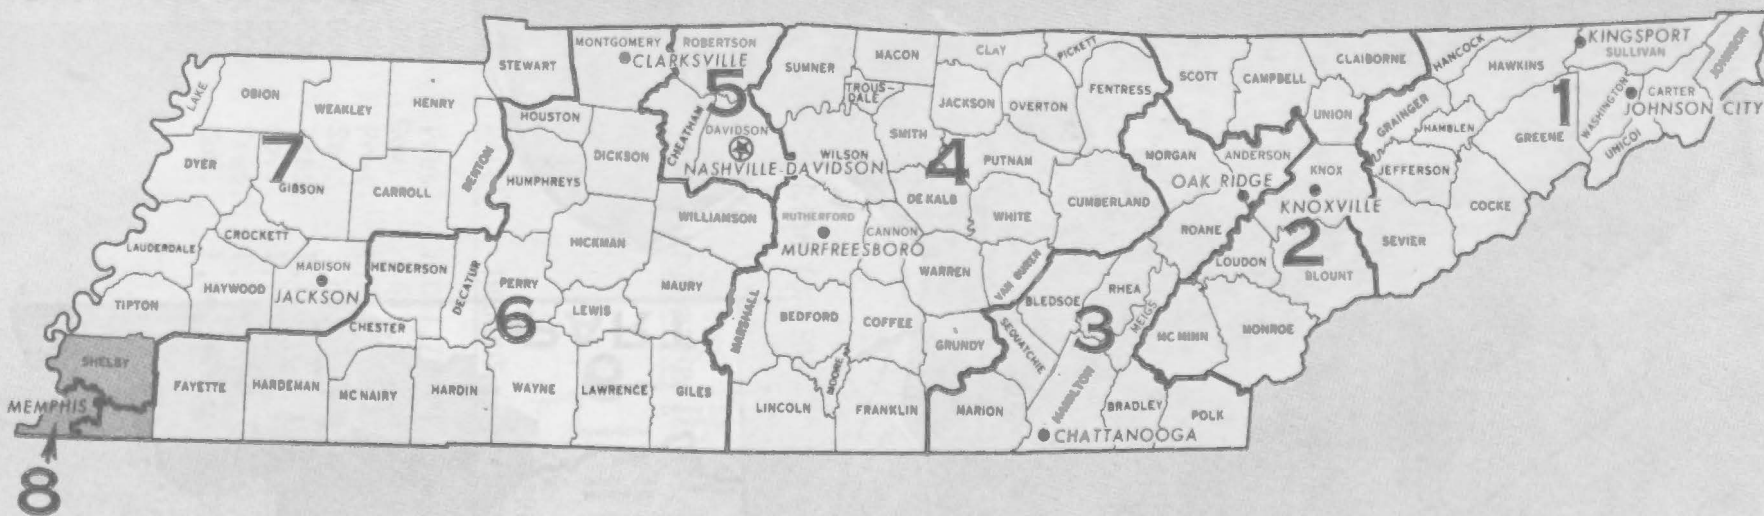 LAKE
OBION
WEAKLEY
HENRY
STEWART
MONTGOMERY
CLARKSVILLE
ROBERTSON
5
SUMNER
MACON
TROUS-
DALE
CLAY
PICKETT
FENTRESS
SCOTT
CAMPBELL
CLAIBORNE
HANCOCK
HAWKINS
KINGSPORT
SULLIVAN
JOHNSON
1
WASHINGTON
CARTER
JOHNSON CITY
GREENE
UNICOI
GRAINGER
HAMBLEN
UNION
DYER
7
GIBSON
CARROLL
BENTON
HOUSTON
HUMPHREYS
DICKSON
CHEATHAM
DAVIDSON
NASHVILLE-DAVIDSON
WILSON
SMITH
JACKSON
OVERTON
4
PUTNAM
DE KALB
WHITE
CUMBERLAND
MORGAN
ANDERSON
OAK RIDGE
KNOX
KNOXVILLE
JEFFERSON
COCKE
SEVIER
2
BLOUNT
LOUDON
ROANE
LAUDERDALE
CROCKETT
HAYWOOD
MADISON
JACKSON
TIPTON
HENDERSON
DECATUR
CHESTER
PERRY
6
HICKMAN
LEWIS
WILLIAMSON
MAURY
RUTHERFORD
MURFREESBORO
CANNON
WARREN
VAN BUREN
BLEDSOE
RHEA
MEIGS
3
SEQUATCHIE
MC MINN
MONROE
MARSHALL
BEDFORD
COFFEE
GRUNDY
MOORE
SHELBY
MEMPHIS
8
FAYETTE
HARDEMAN
MC NAIRY
HARDIN
WAYNE
LAWRENCE
GILES
LINCOLN
FRANKLIN
MARION
HAMILTON
CHATTANOOGA
BRADLEY
POLK